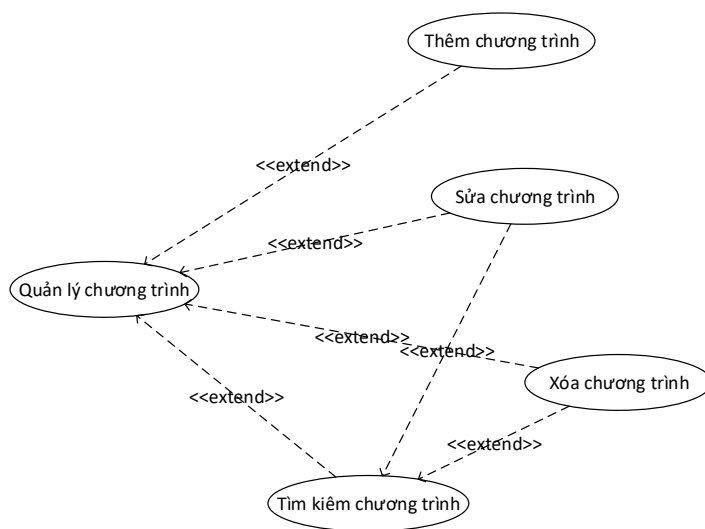 Thêm chương trình
<<extend>>
Sửa chương trình
<<extend>>
Quản lý chương trình
<<extend>>
<<extend>>
Xóa chương trình
<<extend>>
<<extend>>
Tìm kiêm chương trình